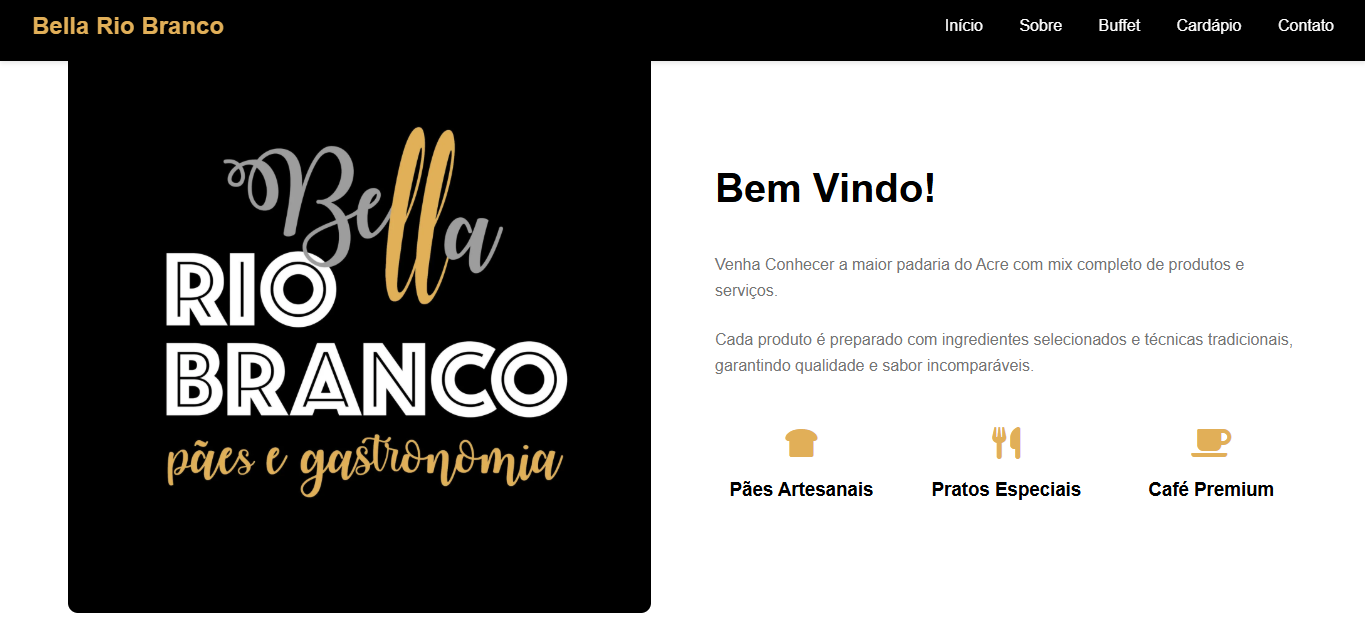 Bella Rio Branco
Início Sobre Buffet Cardápio Contato
Bella
RIO
BRANCO
pães e gastronomia
Bem Vindo!
Venha Conhecer a maior padaria do Acre com mix completo de produtos e
serviços.
Cada produto é preparado com ingredientes selecionados e técnicas tradicionais,
garantindo qualidade e sabor incomparáveis.
Pães Artesanais
Pratos Especiais
Café Premium